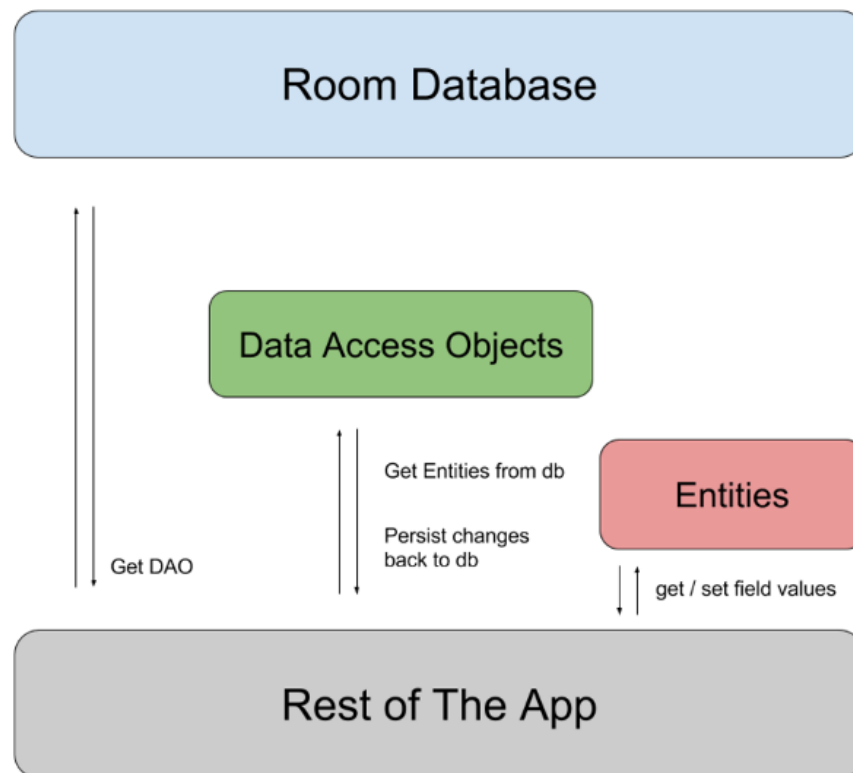 Room Database
Data Access Objects
Get Entities from db
Entities
Persist changes
back to db
Get DAO
get / set field values
Rest of The App